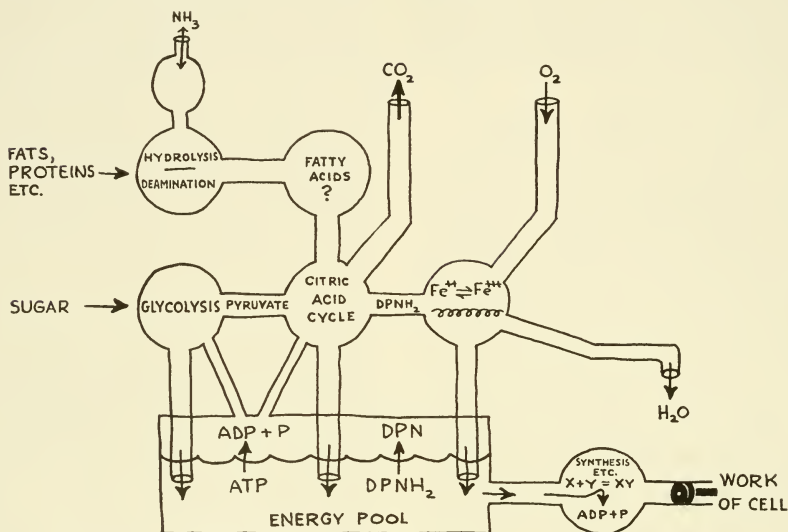 NH₃
CO₂
O₂
FATS,
PROTEINS
ETC.
HYDROLYSIS
DEAMINATION
FATTY
ACIDS
?
SUGAR
GLYCOLYSIS
PYRUVATE
CITRIC
ACID
CYCLE
DPNH₂
Fe⁺⁺ ⇌ Fe⁺⁺⁺
H₂O
ADP + P
DPN
ATP
DPNH₂
ENERGY POOL
SYNTHESIS
ETC.
X+Y = XY
ADP+P
WORK
OF CELL